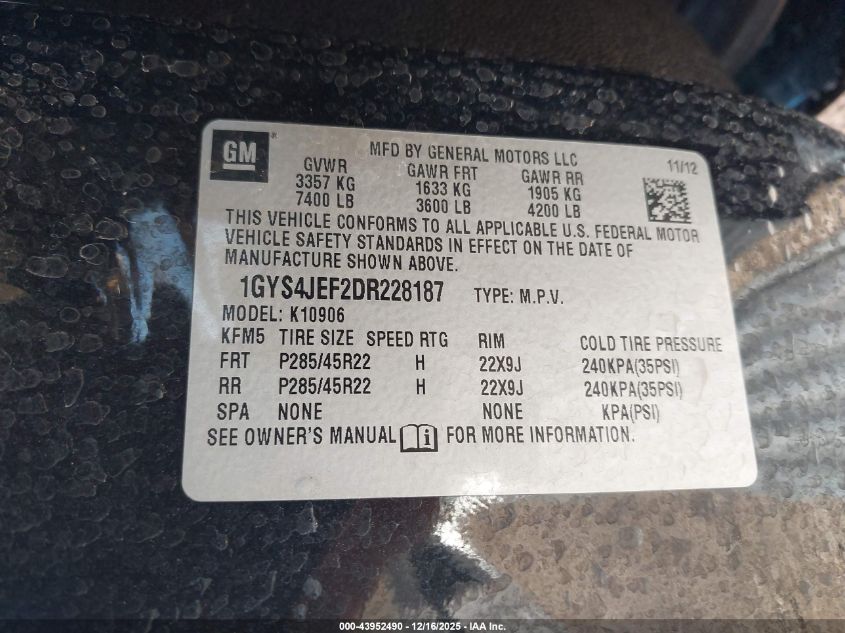 GM ®
MFD BY GENERAL MOTORS LLC
11/12
GVWR GAWR FRT GAWR RR
3357 KG 1633 KG 1905 KG
7400 LB 3600 LB 4200 LB
THIS VEHICLE CONFORMS TO ALL APPLICABLE U.S. FEDERAL MOTOR
VEHICLE SAFETY STANDARDS IN EFFECT ON THE DATE OF
MANUFACTURE SHOWN ABOVE.
1GYS4JEF2DR228187 TYPE: M.P.V.
MODEL: K10906
KFM5 TIRE SIZE SPEED RTG RIM COLD TIRE PRESSURE
FRT P285/45R22 H 22X9J 240KPA(35PSI)
RR P285/45R22 H 22X9J 240KPA(35PSI)
SPA NONE NONE KPA(PSI)
SEE OWNER'S MANUAL FOR MORE INFORMATION.
000-43952490 - 12/16/2025 - IAA Inc.